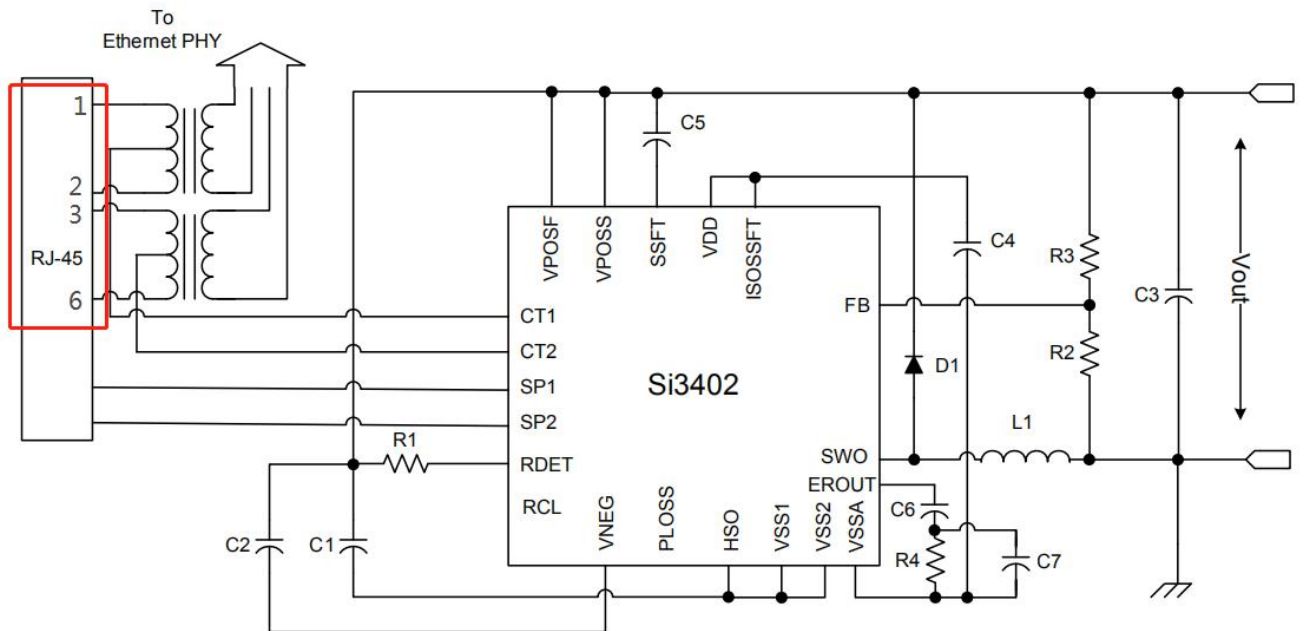 To
Ethernet PHY
1
2
3
RJ-45
6
C5
VPOSF
VPOSS
SSFT
VDD
ISOSSFT
C4
R3
C3
Vout
CT1
FB
CT2
R2
D1
SP1
Si3402
SP2
L1
R1
RDET
SWO
EROUT
RCL
VNEG
PLOSS
HSO
VSS1
VSS2
VSSA
C6
C2
C1
R4
C7